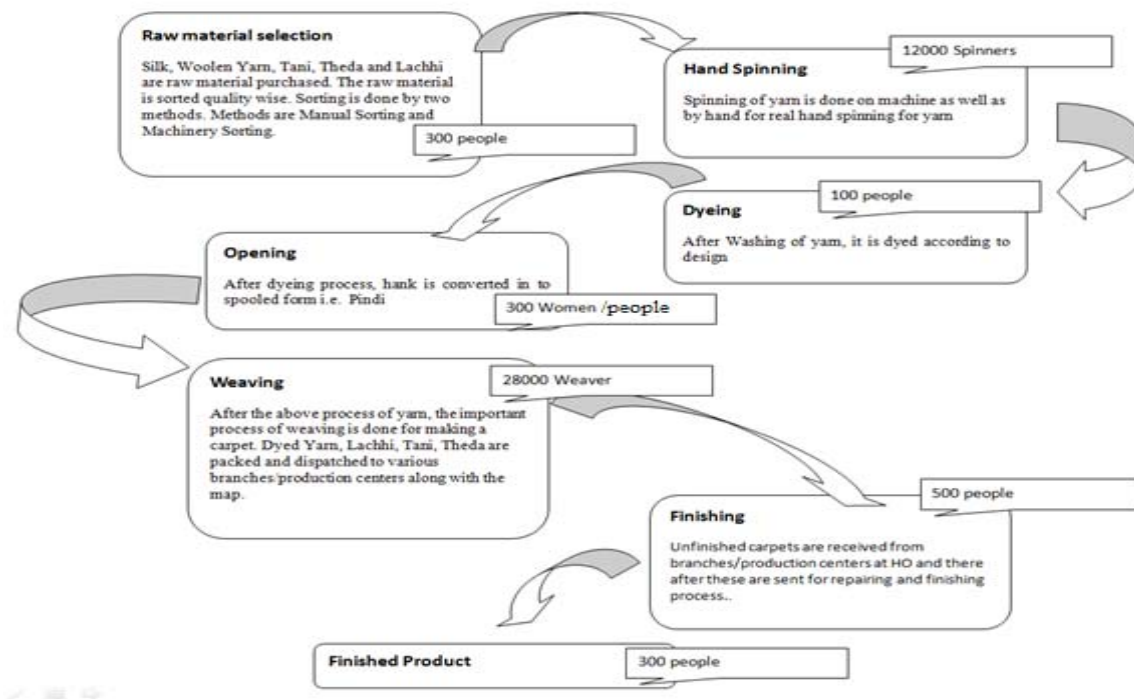 Raw material selection
Silk, Woolen Yarn, Tani, Theda and Lachhi
are raw material purchased. The raw material
is sorted quality wise. Sorting is done by two
methods. Methods are Manual Sorting and
Machinery Sorting.
300 people
12000 Spinners
Hand Spinning
Spinning of yarn is done on machine as well as
by hand for real hand spinning for yarn
100 people
Dyeing
After Washing of yarn, it is dyed according to
design
Opening
After dyeing process, hank is converted in to
spooled form i.e. Pindi
300 Women /people
28000 Weaver
Weaving
After the above process of yarn, the important
process of weaving is done for making a
carpet. Dyed Yarn, Lachhi, Tani, Theda are
packed and dispatched to various
branches/production centers along with the
map.
500 people
Finishing
Unfinished carpets are received from
branches/production centers at HO and there
after these are sent for repairing and finishing
process..
Finished Product
300 people